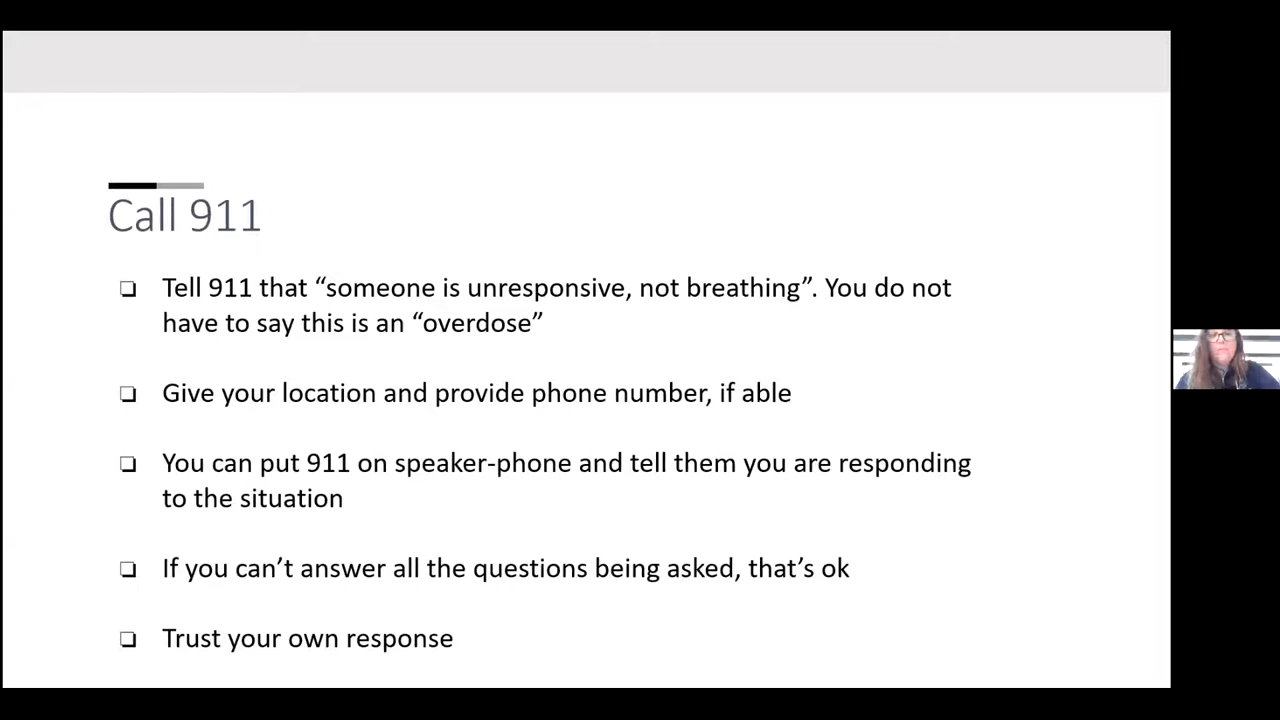 Call 911
❏ Tell 911 that “someone is unresponsive, not breathing”. You do not
have to say this is an “overdose”
❏ Give your location and provide phone number, if able
❏ You can put 911 on speaker-phone and tell them you are responding
to the situation
❏ If you can’t answer all the questions being asked, that’s ok
❏ Trust your own response